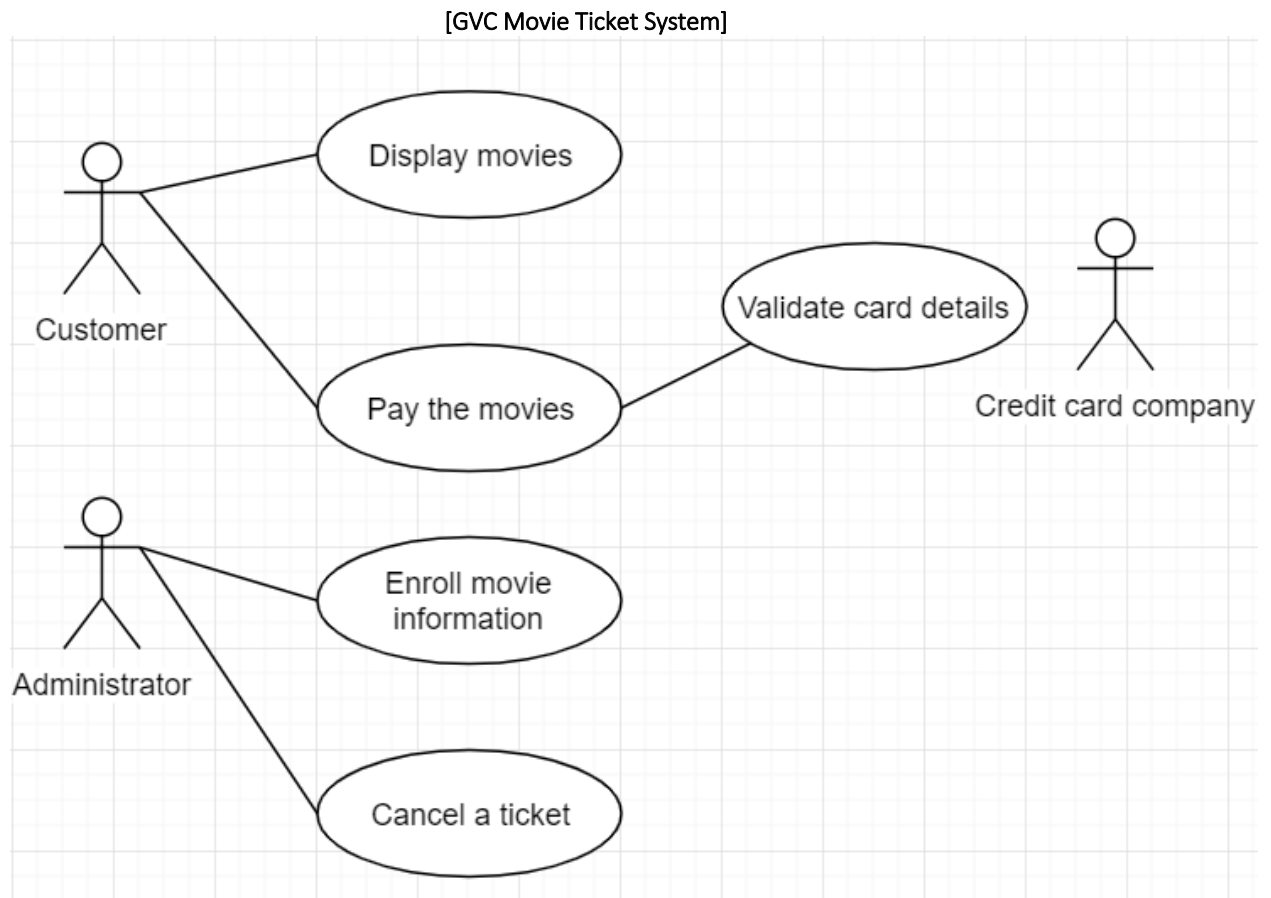 [GVC Movie Ticket System]
Display movies
Customer
Validate card details
Credit card company
Pay the movies
Enroll movie
information
Administrator
Cancel a ticket